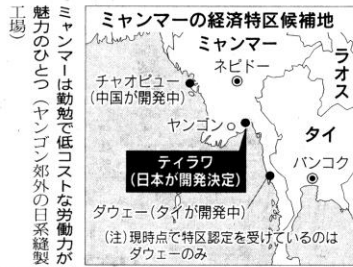 ミャンマーの経済特区候補地
ミャンマー
ネピドー
ラオス
チャオピュー
(中国が開発中)
ヤンゴン
タイ
ティラワ
(日本が開発決定)
バンコク
ダウェー(タイが開発中)
(注)現時点で特区認定を受けているのは
ダウェーのみ
ミャンマーは勤勉で低コストな労働力が
魅力のひとつ(ヤンゴン郊外の日系縫製
工場)